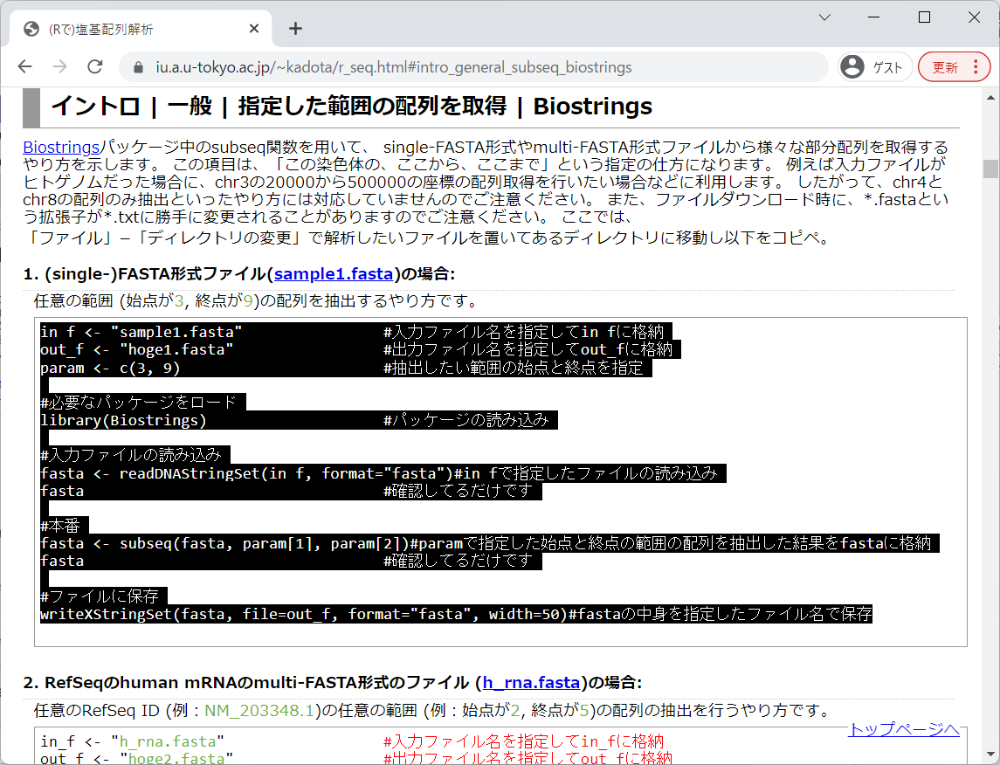 (Rで)塩基配列解析
iu.a.u-tokyo.ac.jp/~kadota/r_seq.html#intro_general_subseq_biostrings
ゲスト
更新
イントロ | 一般 | 指定した範囲の配列を取得 | Biostrings
Biostringsパッケージ中のsubseq関数を用いて、 single-FASTA形式やmulti-FASTA形式ファイルから様々な部分配列を取得する
やり方を示します。 この項目は、「この染色体の、ここから、ここまで」という指定の仕方になります。 例えば入力ファイルが
ヒトゲノムだった場合に、chr3の20000から500000の座標の配列取得を行いたい場合などに利用します。 したがって、chr4と
chr8の配列のみ抽出といったやり方には対応していませんのでご注意ください。 また、ファイルダウンロード時に、*.fastaとい
う拡張子が*.txtに勝手に変更されることがありますのでご注意ください。 ここでは、
「ファイル」−「ディレクトリの変更」で解析したいファイルを置いてあるディレクトリに移動し以下をコピペ。
1. (single-)FASTA形式ファイル(sample1.fasta)の場合:
任意の範囲 (始点が3, 終点が9)の配列を抽出するやり方です。
in_f <- "sample1.fasta" #入力ファイル名を指定してin_fに格納
out_f <- "hoge1.fasta" #出力ファイル名を指定してout_fに格納
param <- c(3, 9) #抽出したい範囲の始点と終点を指定
#必要なパッケージをロード
library(Biostrings) #パッケージの読み込み
#入力ファイルの読み込み
fasta <- readDNAStringSet(in_f, format="fasta")#in_fで指定したファイルの読み込み
fasta #確認してるだけです
#本番
fasta <- subseq(fasta, param[1], param[2])#paramで指定した始点と終点の範囲の配列を抽出した結果をfastaに格納
fasta #確認してるだけです
#ファイルに保存
writeXStringSet(fasta, file=out_f, format="fasta", width=50)#fastaの中身を指定したファイル名で保存
2. RefSeqのhuman mRNAのmulti-FASTA形式のファイル (h_rna.fasta)の場合:
任意のRefSeq ID (例：NM_203348.1)の任意の範囲 (例：始点が2, 終点が5)の配列の抽出を行うやり方です。
トップページへ
in_f <- "h_rna.fasta" #入力ファイル名を指定してin_fに格納
out_f <- "hoge2.fasta" #出力ファイル名を指定してout_fに格納